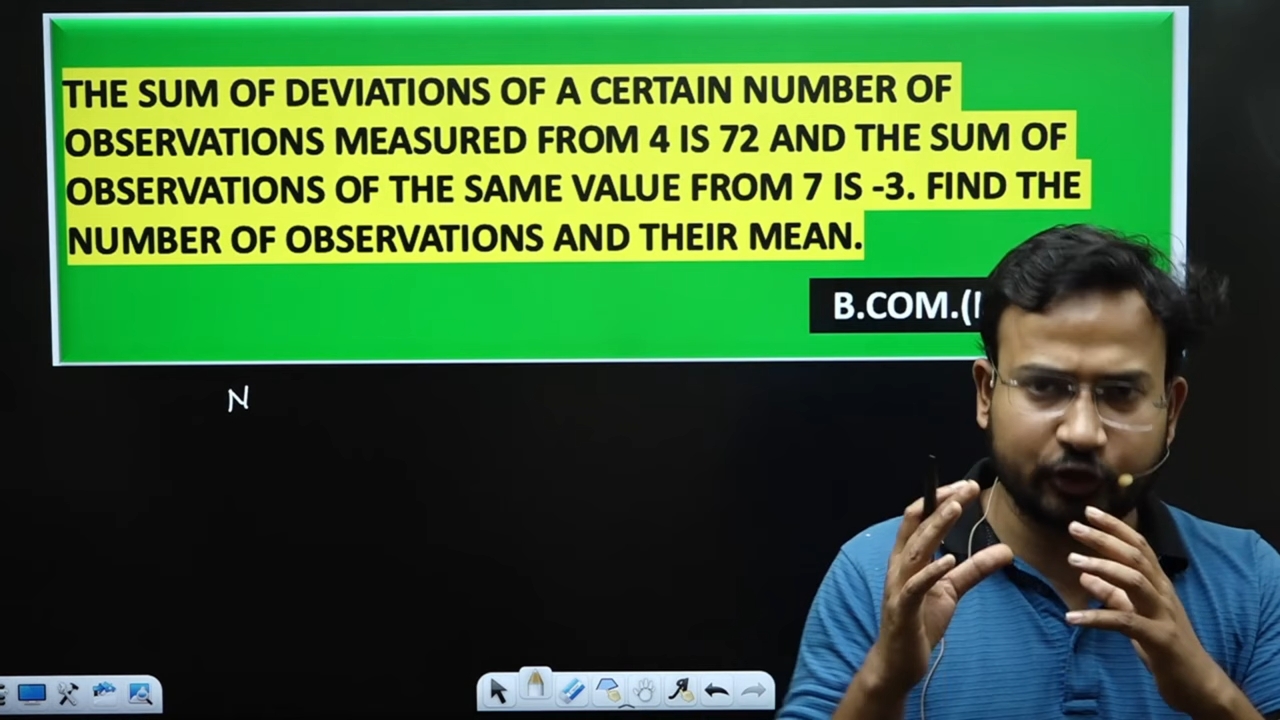 THE SUM OF DEVIATIONS OF A CERTAIN NUMBER OF
OBSERVATIONS MEASURED FROM 4 IS 72 AND THE SUM OF
OBSERVATIONS OF THE SAME VALUE FROM 7 IS -3. FIND THE
NUMBER OF OBSERVATIONS AND THEIR MEAN.
B.COM.(
N